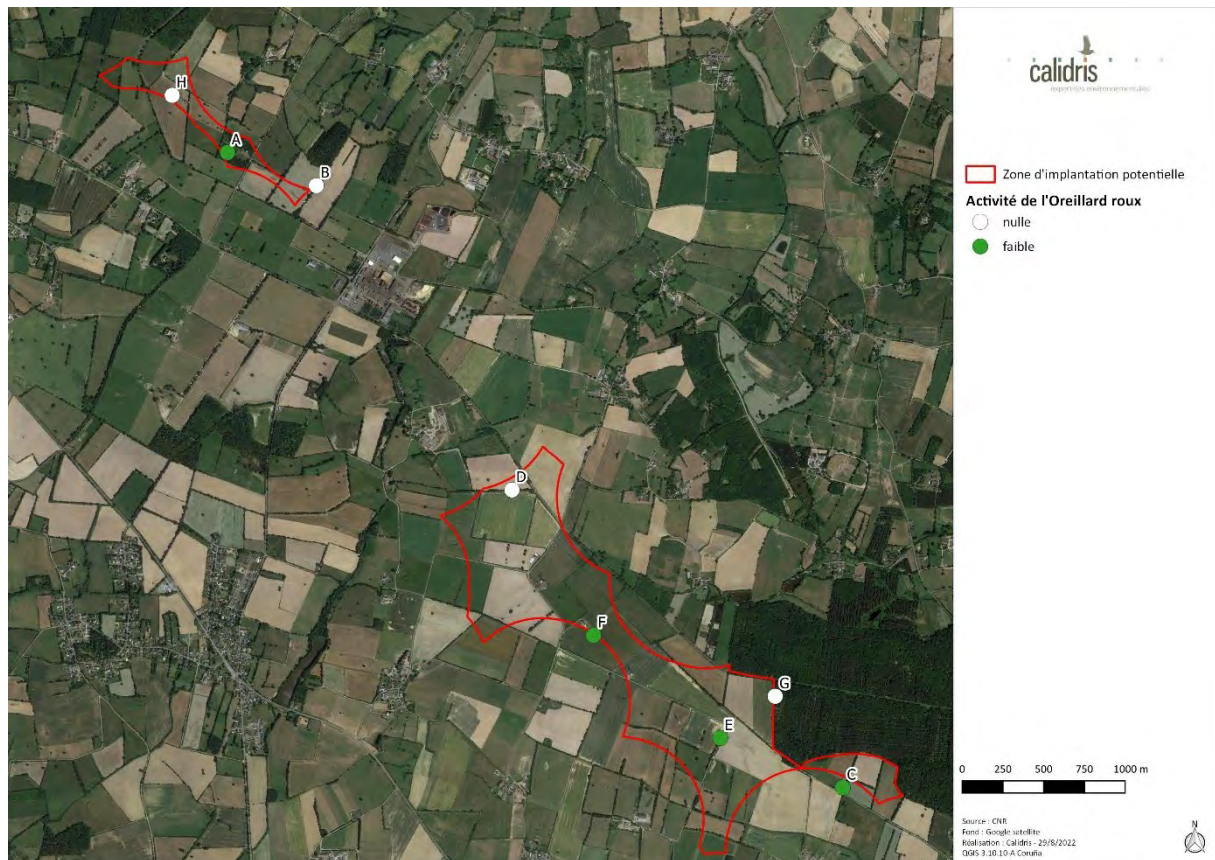 H
A
B
D
F
G
E
C
calidris
expertises environnementales
Zone d'implantation potentielle
Activité de l'Oreillard roux
nulle
faible
0 250 500 750 1000 m
Source : CNR
Fond : Google satellite
Réalisation : Calidris - 29/8/2022
QGIS 3.10.10-A Coruña
N